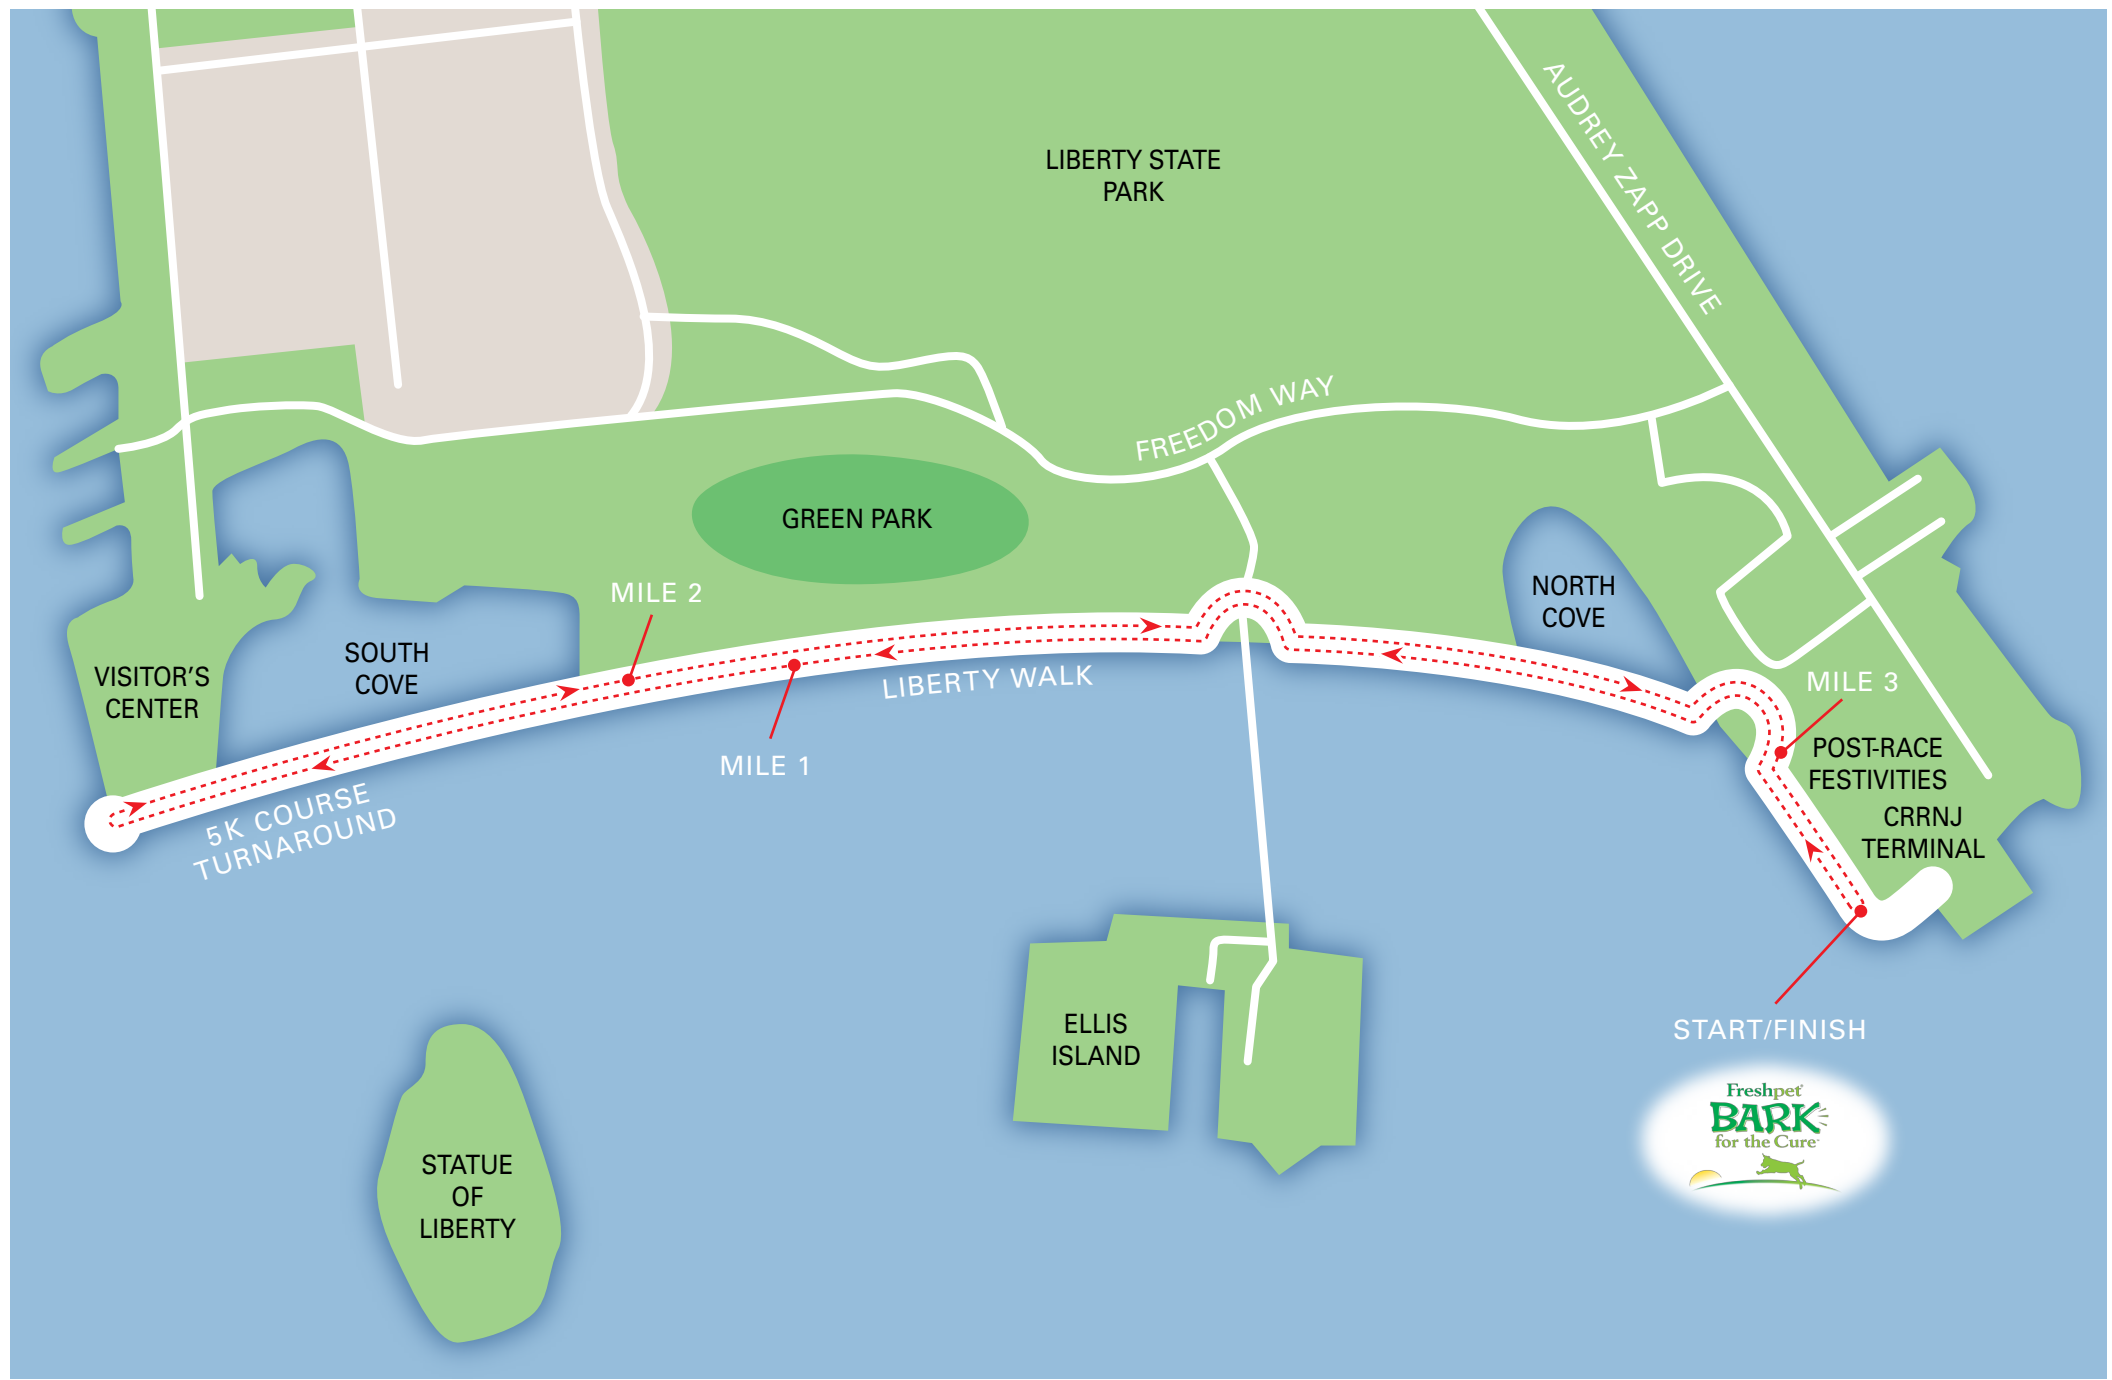 AUDREY ZAPP DRIVE
LIBERTY STATE
PARK
FREEDOM WAY
GREEN PARK
MILE 2
NORTH
COVE
SOUTH
COVE
VISITOR'S
CENTER
LIBERTY WALK
MILE 3
MILE 1
POST-RACE
FESTIVITIES
5K COURSE
TURNAROUND
CRRNJ
TERMINAL
ELLIS
ISLAND
START/FINISH
Freshpet
BARK
for the Cure
STATUE
OF
LIBERTY